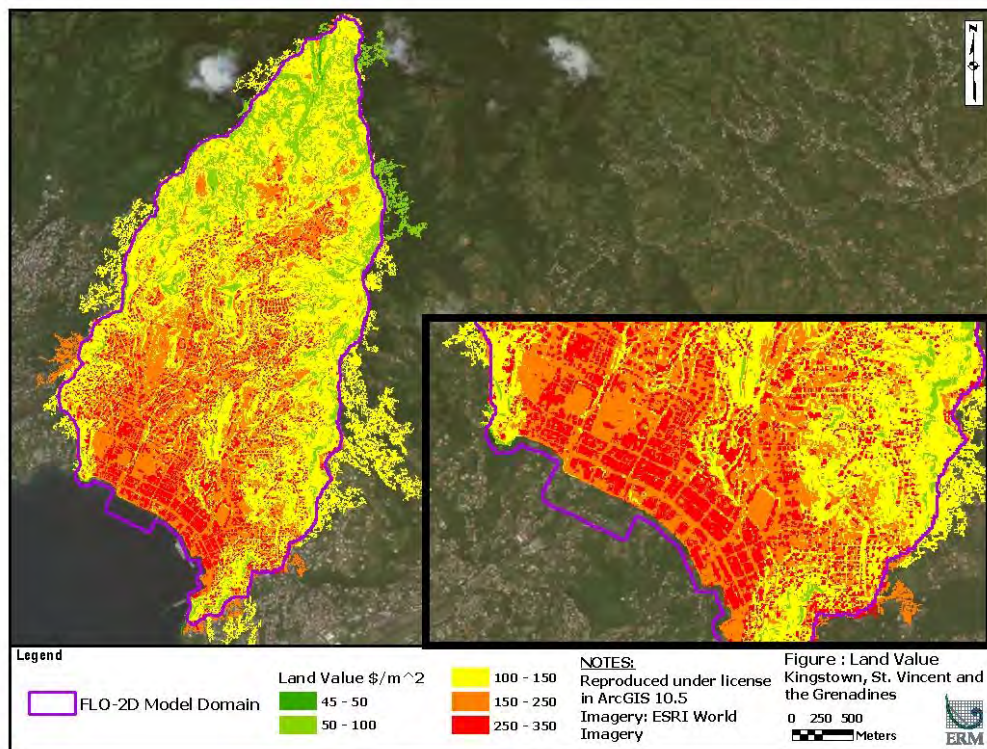 N
Legend
FLO-2D Model Domain
Land Value $/m^2
45 - 50
50 - 100
100 - 150
150 - 250
250 - 350
NOTES:
Reproduced under license
in ArcGIS 10.5
Imagery: ESRI World
Imagery
Figure : Land Value
Kingstown, St. Vincent and
the Grenadines
0 250 500
Meters
ERM